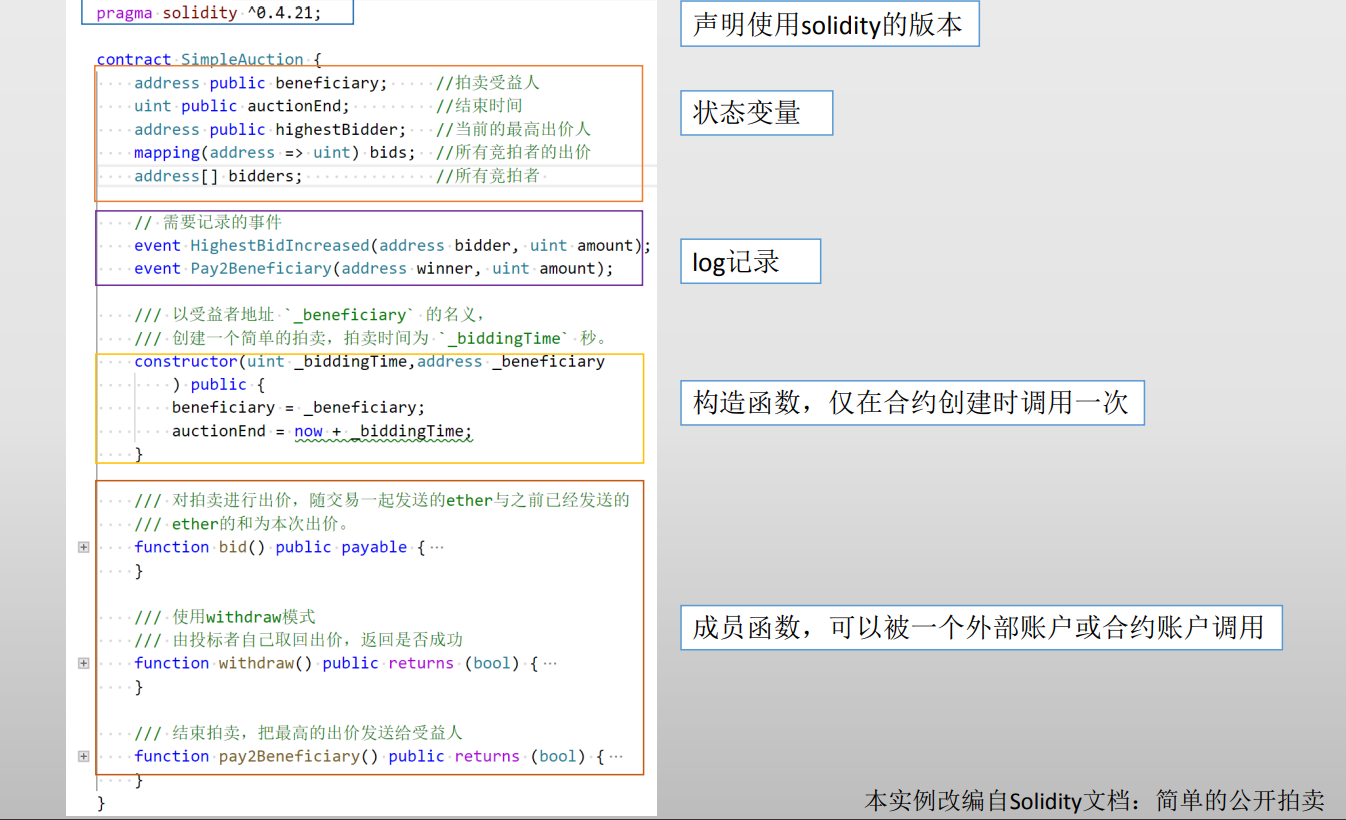 pragma solidity ^0.4.21;
声明使用solidity的版本
contract SimpleAuction {
address public beneficiary; //拍卖受益人
uint public auctionEnd; //结束时间
address public highestBidder; //当前的最高出价人
mapping(address => uint) bids; //所有竞拍者的出价
address[] bidders; //所有竞拍者
状态变量
// 需要记录的事件
event HighestBidIncreased(address bidder, uint amount);
event Pay2Beneficiary(address winner, uint amount);
log记录
/// 以受益者地址 `_beneficiary` 的名义，
/// 创建一个简单的拍卖，拍卖时间为 `_biddingTime` 秒。
constructor(uint _biddingTime,address _beneficiary
) public {
beneficiary = _beneficiary;
auctionEnd = now + _biddingTime;
}
构造函数，仅在合约创建时调用一次
/// 对拍卖进行出价，随交易一起发送的ether与之前已经发送的
/// ether的和为本次出价。
function bid() public payable {…
}
/// 使用withdraw模式
/// 由投标者自己取回出价，返回是否成功
function withdraw() public returns (bool) {…
}
成员函数，可以被一个外部账户或合约账户调用
/// 结束拍卖，把最高的出价发送给受益人
function pay2Beneficiary() public returns (bool) {…
}
}
本实例改编自Solidity文档：简单的公开拍卖